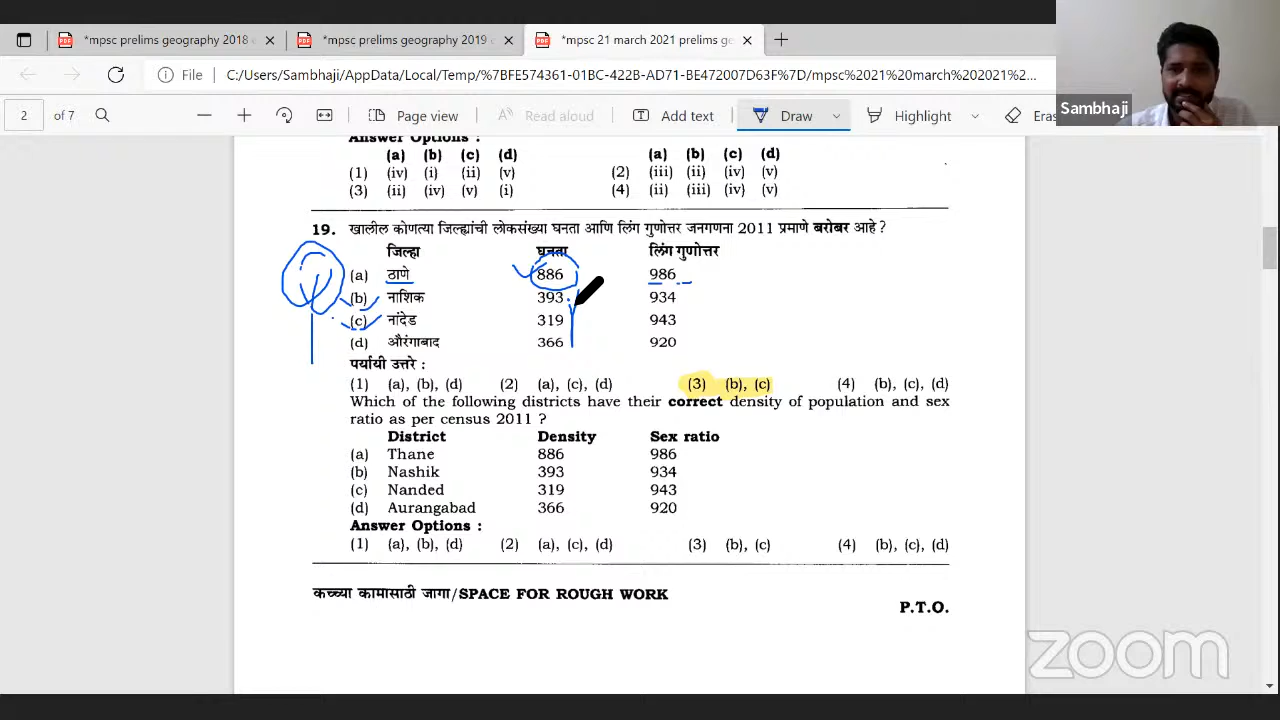 *mpsc prelims geography 2018
*mpsc prelims geography 2019
*mpsc 21 march 2021 prelims ge
File C:/Users/Sambhaji/AppData/Local/Temp/%7BFE574361-01BC-422B-AD71-BE472007D63F%7D/mpsc%2021%20march%202021%20...
Sambhaji
2 of 7 Page view Read aloud Add text Draw Highlight Eras
Answer Options :
(a) (b) (c) (d) (a) (b) (c) (d)
(1) (iv) (i) (ii) (v) (2) (iii) (ii) (iv) (v)
(3) (ii) (iv) (v) (i) (4) (ii) (iii) (iv) (v)
19. खालील कोणत्या जिल्ह्यांची लोकसंख्या घनता आणि लिंग गुणोत्तर जनगणना 2011 प्रमाणे बरोबर आहे ?
जिल्हा घनता लिंग गुणोत्तर
(a) ठाणे 886 986
(b) नाशिक 393 934
(c) नांदेड 319 943
(d) औरंगाबाद 366 920
पर्यायी उत्तरे :
(1) (a), (b), (d) (2) (a), (c), (d) (3) (b), (c) (4) (b), (c), (d)
Which of the following districts have their correct density of population and sex
ratio as per census 2011 ?
District Density Sex ratio
(a) Thane 886 986
(b) Nashik 393 934
(c) Nanded 319 943
(d) Aurangabad 366 920
Answer Options :
(1) (a), (b), (d) (2) (a), (c), (d) (3) (b), (c) (4) (b), (c), (d)
कच्च्या कामासाठी जागा/SPACE FOR ROUGH WORK
P.T.O.
zoom